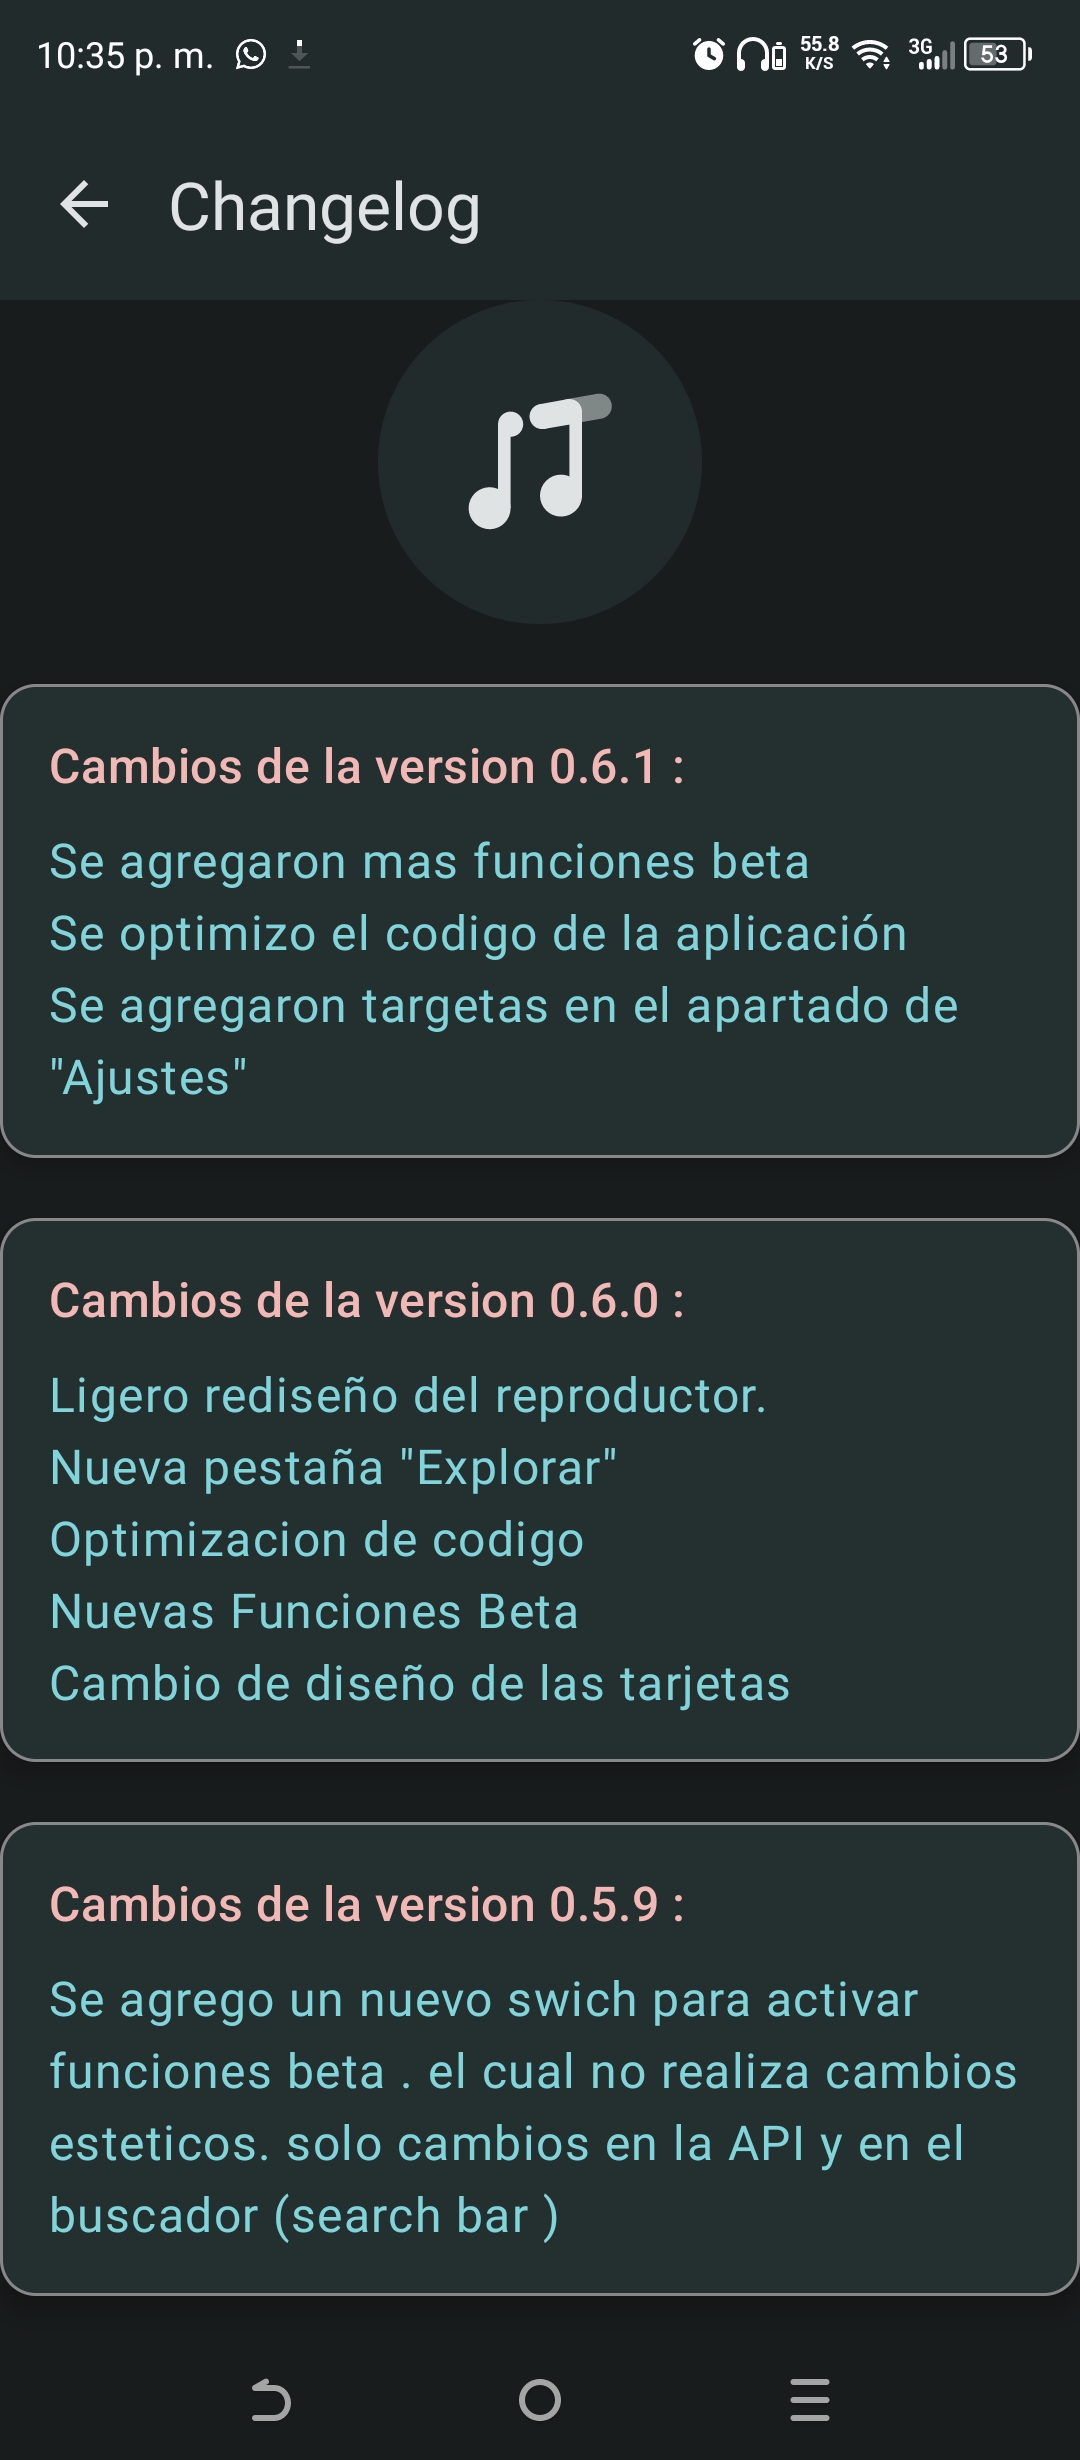 10:35 p. m. 55.8 K/S 3G 53
Changelog
Cambios de la version 0.6.1 :
Se agregaron mas funciones beta
Se optimizo el codigo de la aplicación
Se agregaron targetas en el apartado de
"Ajustes"
Cambios de la version 0.6.0 :
Ligero rediseño del reproductor.
Nueva pestaña "Explorar"
Optimizacion de codigo
Nuevas Funciones Beta
Cambio de diseño de las tarjetas
Cambios de la version 0.5.9 :
Se agrego un nuevo swich para activar
funciones beta . el cual no realiza cambios
esteticos. solo cambios en la API y en el
buscador (search bar )